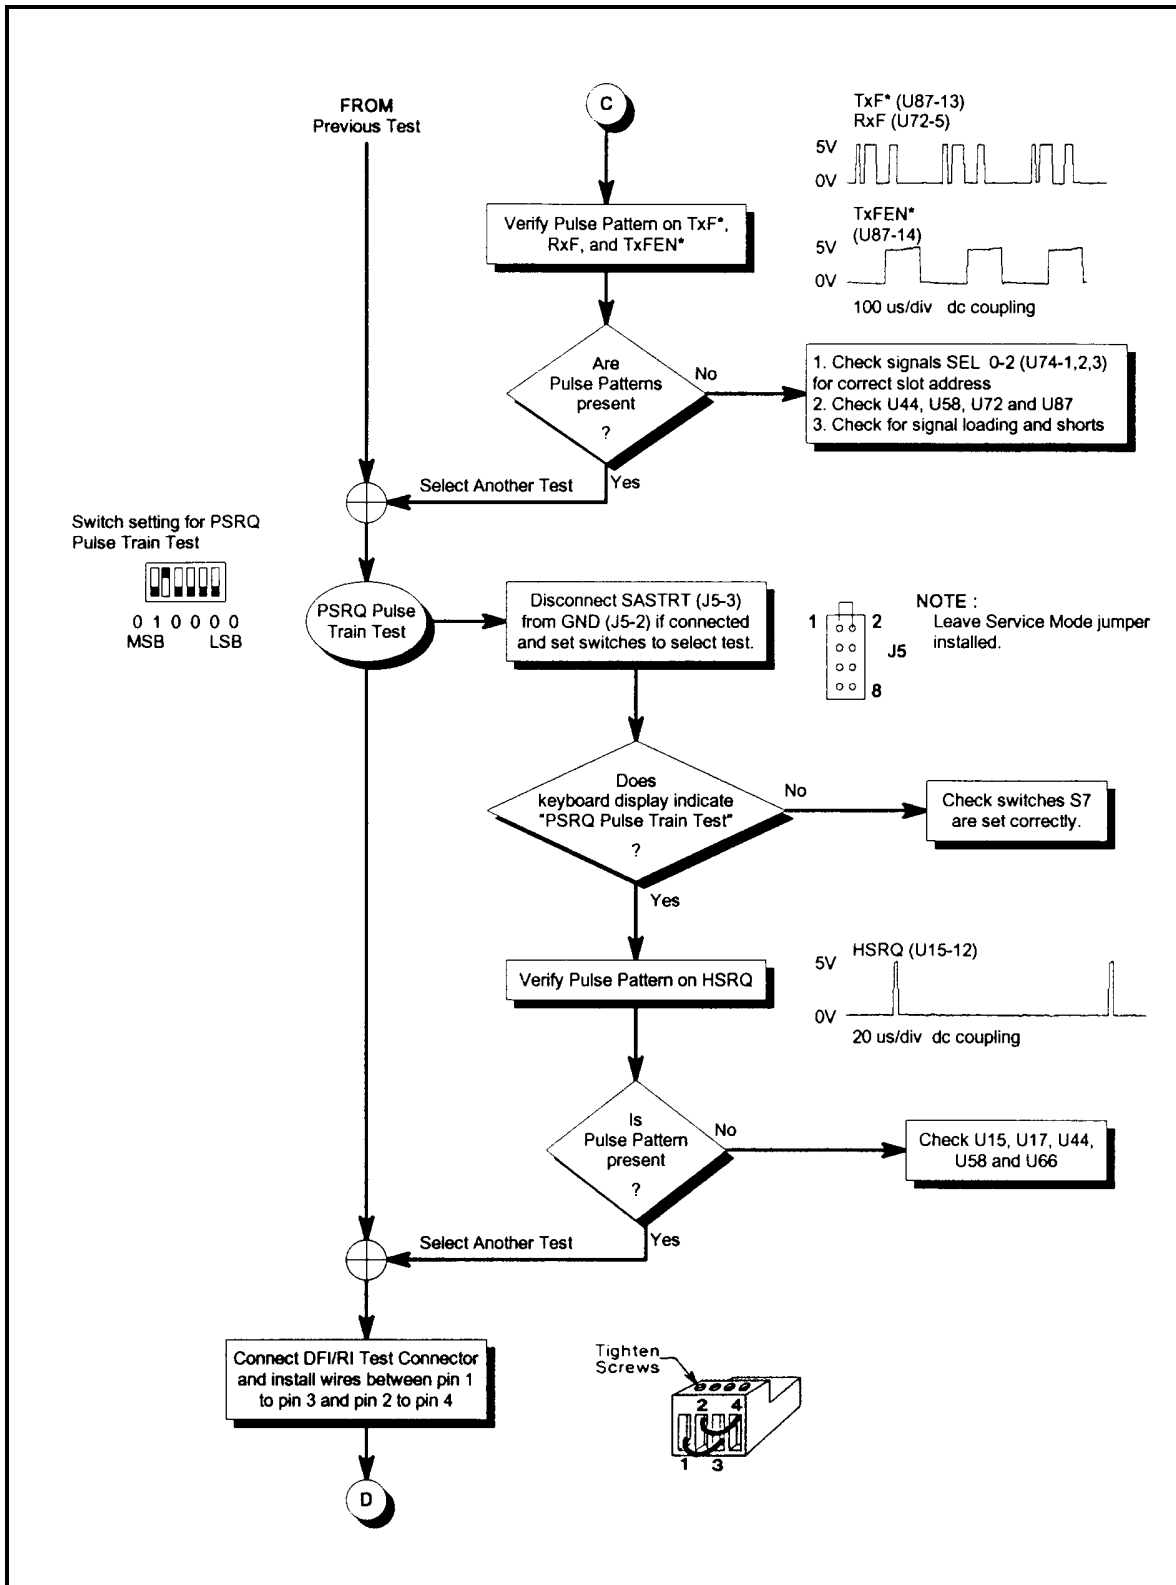 FROM
Previous Test
C
TxF* (U87-13)
RxF (U72-5)
5V
0V
Verify Pulse Pattern on TxF*,
RxF, and TxFEN*
TxFEN*
(U87-14)
5V
0V
100 us/div dc coupling
Are
Pulse Patterns
present
?
No
1. Check signals SEL 0-2 (U74-1,2,3)
for correct slot address
2. Check U44, U58, U72 and U87
3. Check for signal loading and shorts
Yes
Select Another Test
Switch setting for PSRQ
Pulse Train Test
0 1 0 0 0 0
MSB LSB
PSRQ Pulse
Train Test
Disconnect SASTRT (J5-3)
from GND (J5-2) if connected
and set switches to select test.
1 2
J5
8
NOTE :
Leave Service Mode jumper
installed.
Does
keyboard display indicate
"PSRQ Pulse Train Test"
?
No
Check switches S7
are set correctly.
Yes
Verify Pulse Pattern on HSRQ
HSRQ (U15-12)
5V
0V
20 us/div dc coupling
Is
Pulse Pattern
present
?
No
Check U15, U17, U44,
U58 and U66
Yes
Select Another Test
Connect DFI/RI Test Connector
and install wires between pin 1
to pin 3 and pin 2 to pin 4
Tighten
Screws
2 4
1 3
D